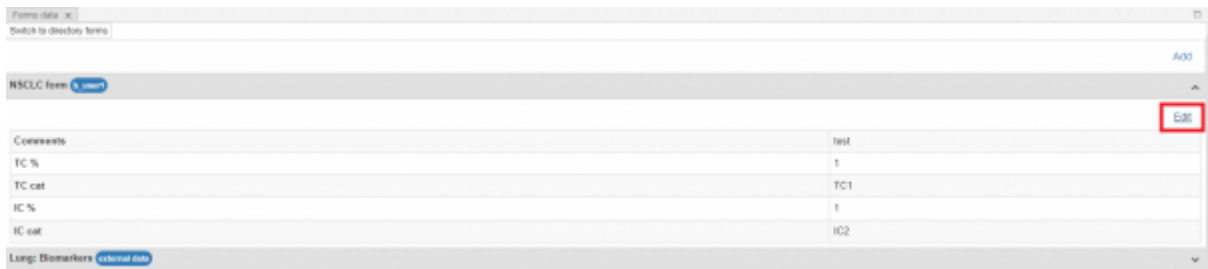 Forms data x
Switch to directory forms
Add
NSCLC form b_user1
Edit
Comments test
TC % 1
TC cat TC1
IC % 1
IC cat IC2
Lung: Biomarkers external data